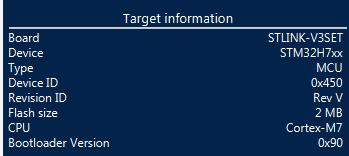 Target information
Board STLINK-V3SET
Device STM32H7xx
Type MCU
Device ID 0x450
Revision ID Rev V
Flash size 2 MB
CPU Cortex-M7
Bootloader Version 0x90